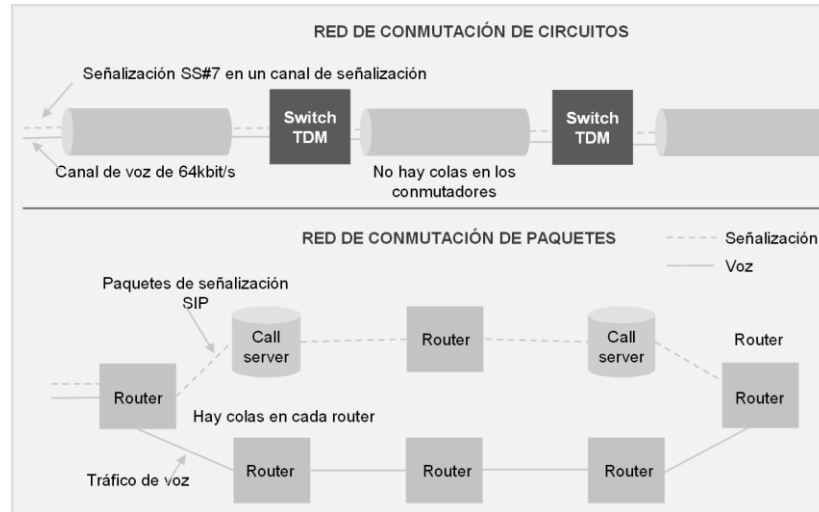 RED DE CONMUTACIÓN DE CIRCUITOS
Señalización SS#7 en un canal de señalización
Switch
TDM
Switch
TDM
Canal de voz de 64kbit/s
No hay colas en los
conmutadores
RED DE CONMUTACIÓN DE PAQUETES
Señalización
Voz
Paquetes de señalización
SIP
Call
server
Router
Call
server
Router
Router
Router
Hay colas en cada router
Tráfico de voz
Router
Router
Router